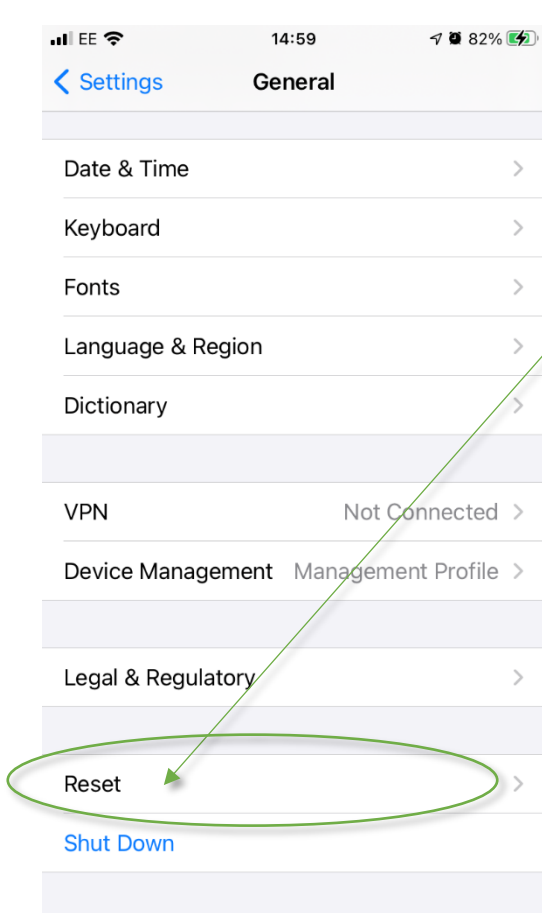 EE 14:59 82%
Settings General
Date & Time
Keyboard
Fonts
Language & Region
Dictionary
VPN Not Connected
Device Management Management Profile
Legal & Regulatory
Reset
Shut Down